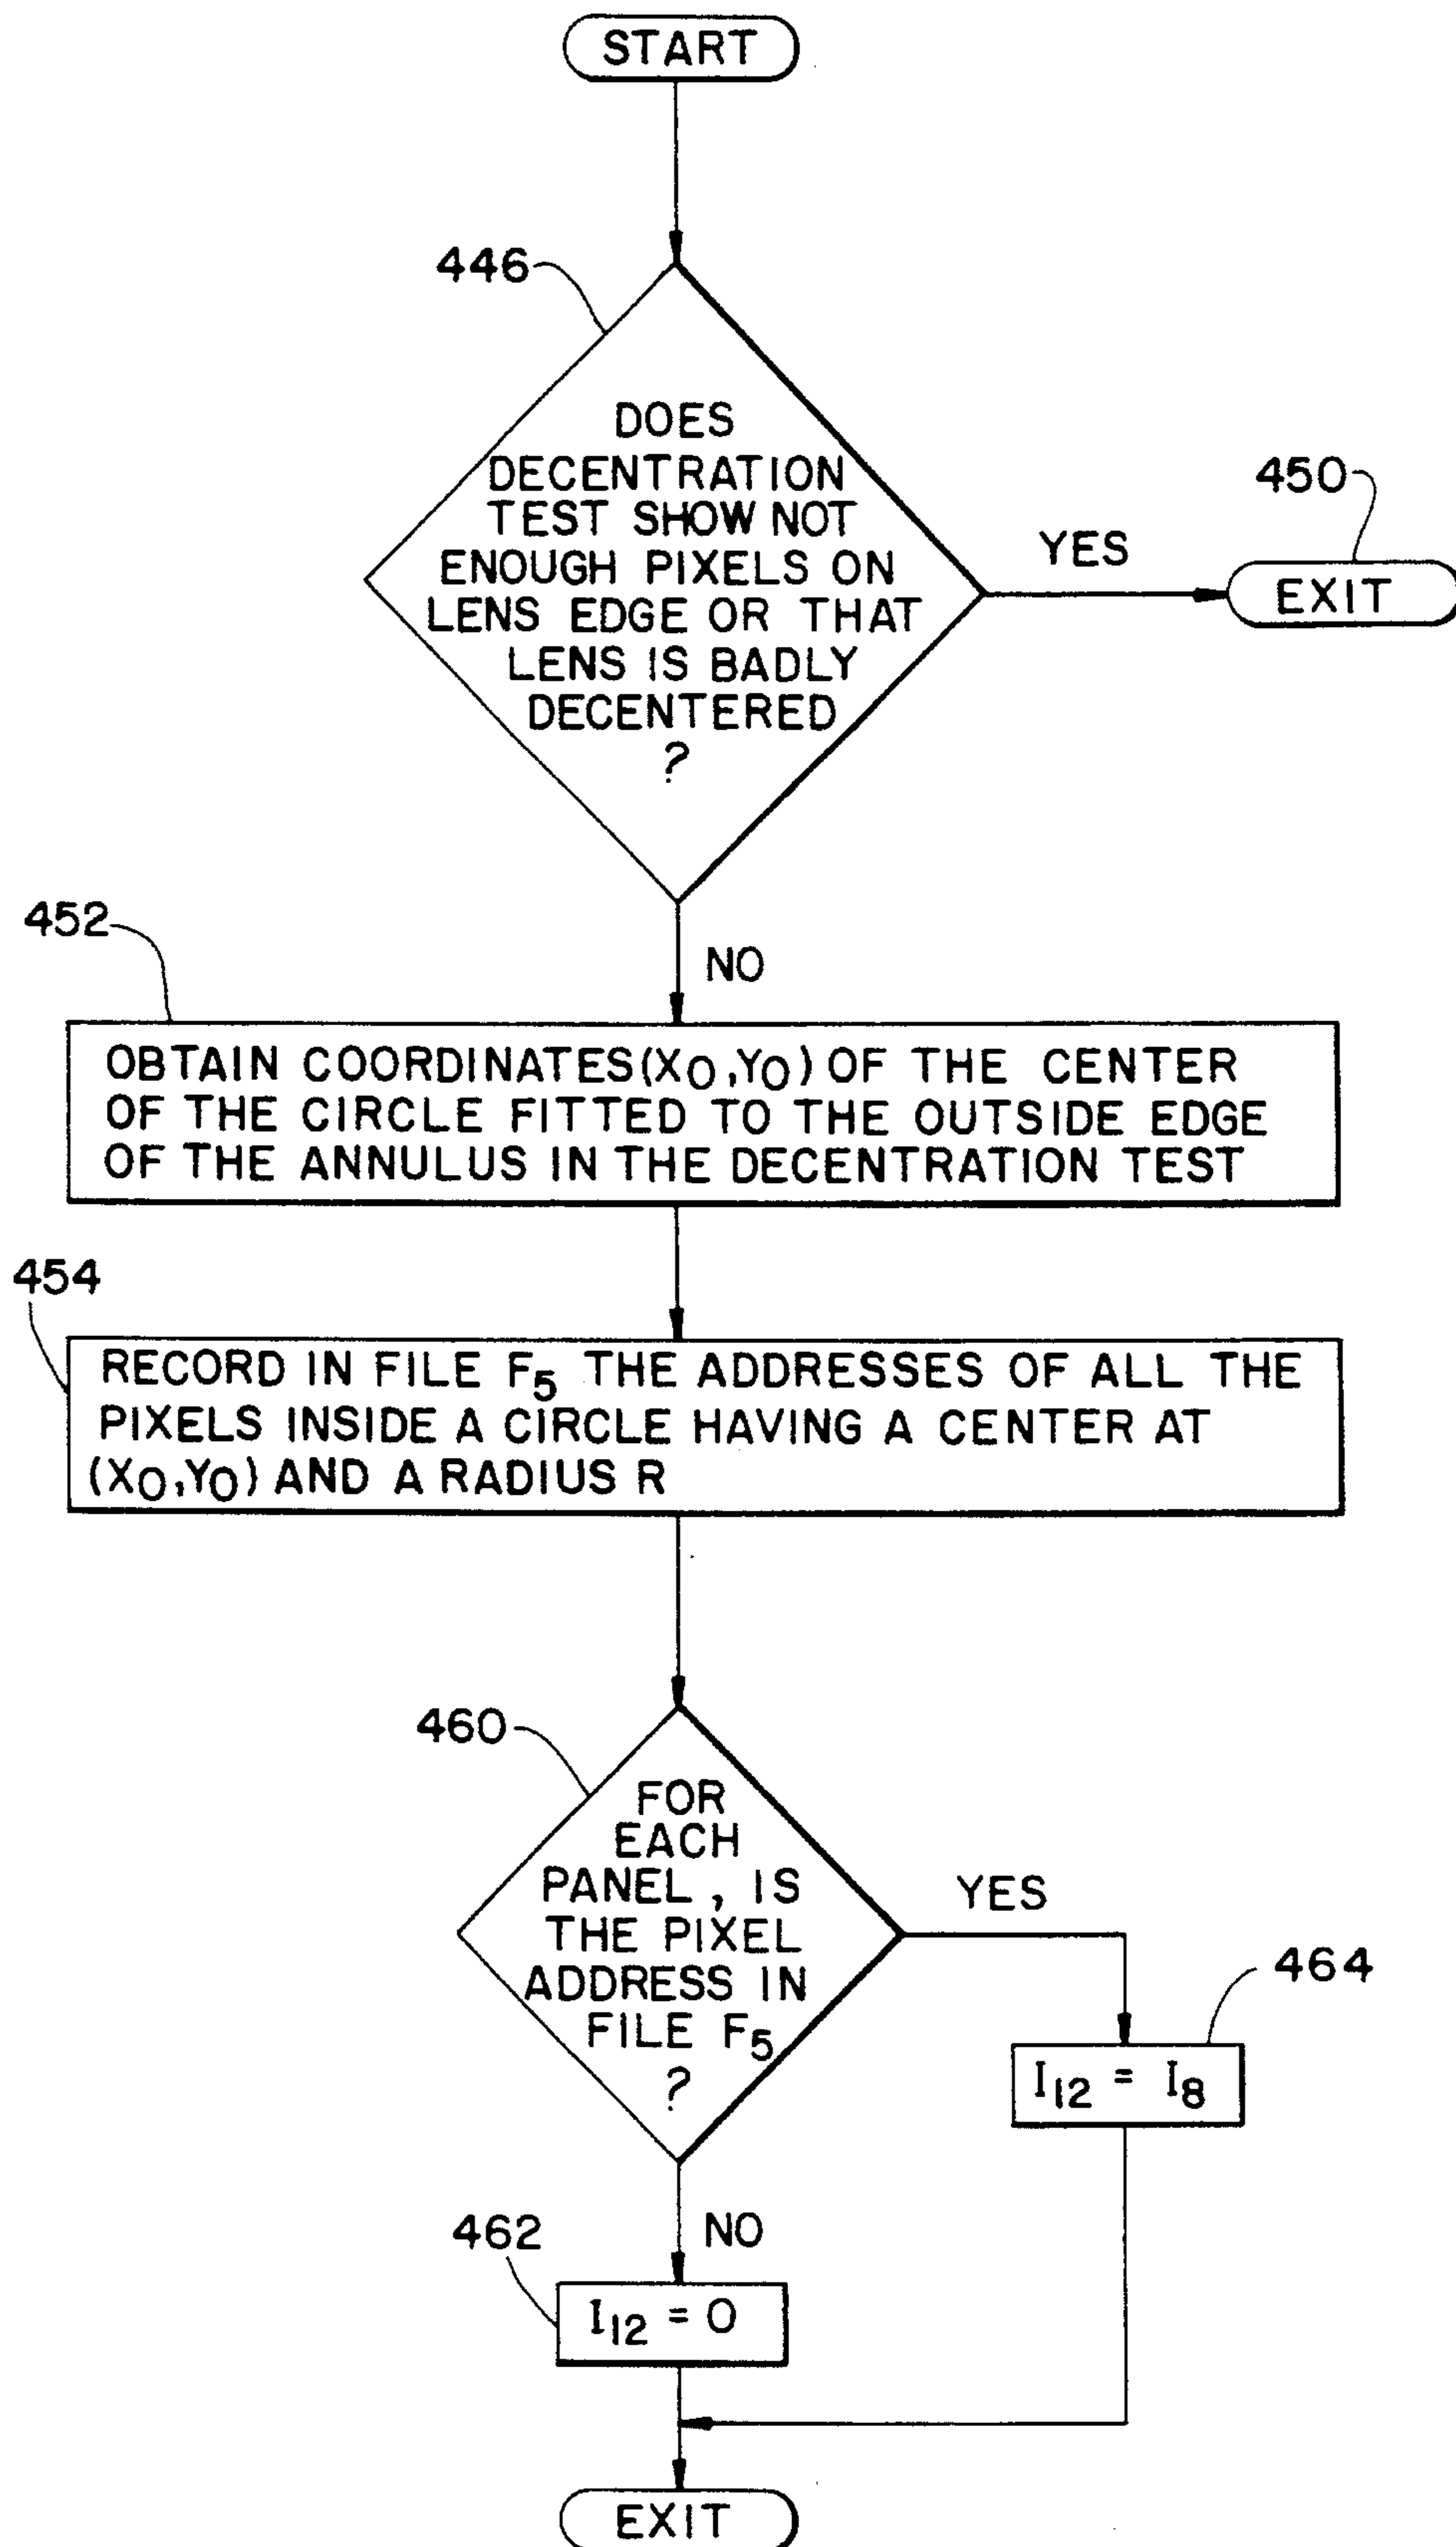 START
446
DOES
DECENTRATION
TEST SHOW NOT
ENOUGH PIXELS ON
LENS EDGE OR THAT
LENS IS BADLY
DECENTERED
?
YES
450
EXIT
NO
452
OBTAIN COORDINATES (X₀,Y₀) OF THE CENTER
OF THE CIRCLE FITTED TO THE OUTSIDE EDGE
OF THE ANNULUS IN THE DECENTRATION TEST
454
RECORD IN FILE F₅ THE ADDRESSES OF ALL THE
PIXELS INSIDE A CIRCLE HAVING A CENTER AT
(X₀,Y₀) AND A RADIUS R
460
FOR
EACH
PANEL, IS
THE PIXEL
ADDRESS IN
FILE F₅
?
YES
464
I₁₂ = I₈
NO
462
I₁₂ = 0
EXIT